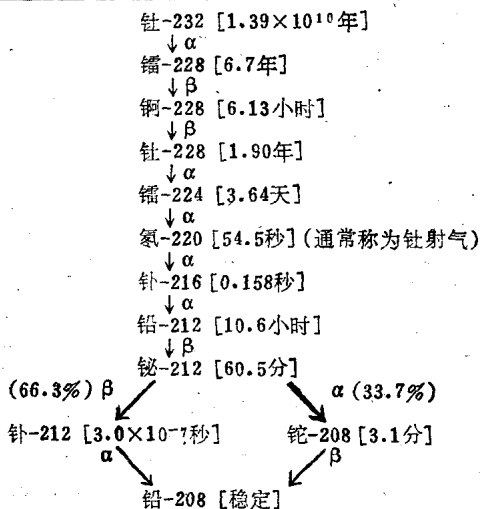 钍-232 [1.39×10¹⁰年]
↓ α
镭-228 [6.7年]
↓ β
锕-228 [6.13小时]
↓ β
钍-228 [1.90年]
↓ α
镭-224 [3.64天]
↓ α
氡-220 [54.5秒] (通常称为钍射气)
↓ α
钋-216 [0.158秒]
↓ α
铅-212 [10.6小时]
↓ β
铋-212 [60.5分]
(66.3%) β α (33.7%)
钋-212 [3.0×10⁻⁷秒] 铊-208 [3.1分]
α β
铅-208 [稳定]